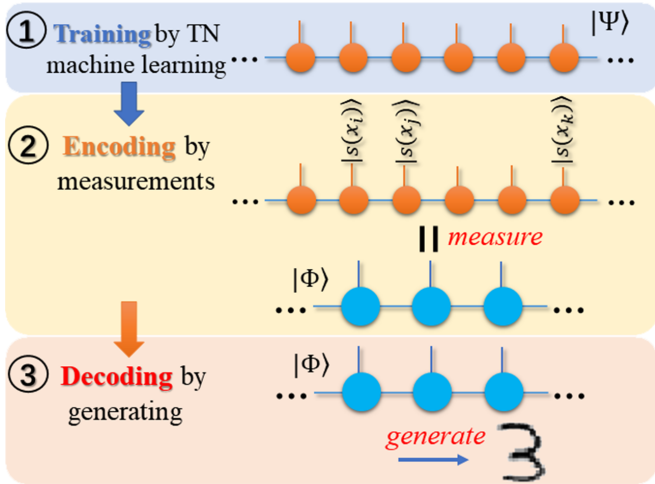 ① Training by TN
machine learning
... ... |Ψ⟩
② Encoding by
measurements
|s(x_i)⟩ |s(x_j)⟩ |s(x_k)⟩
... ...
measure
|Φ⟩
... ...
③ Decoding by
generating
|Φ⟩
... ...
generate 3